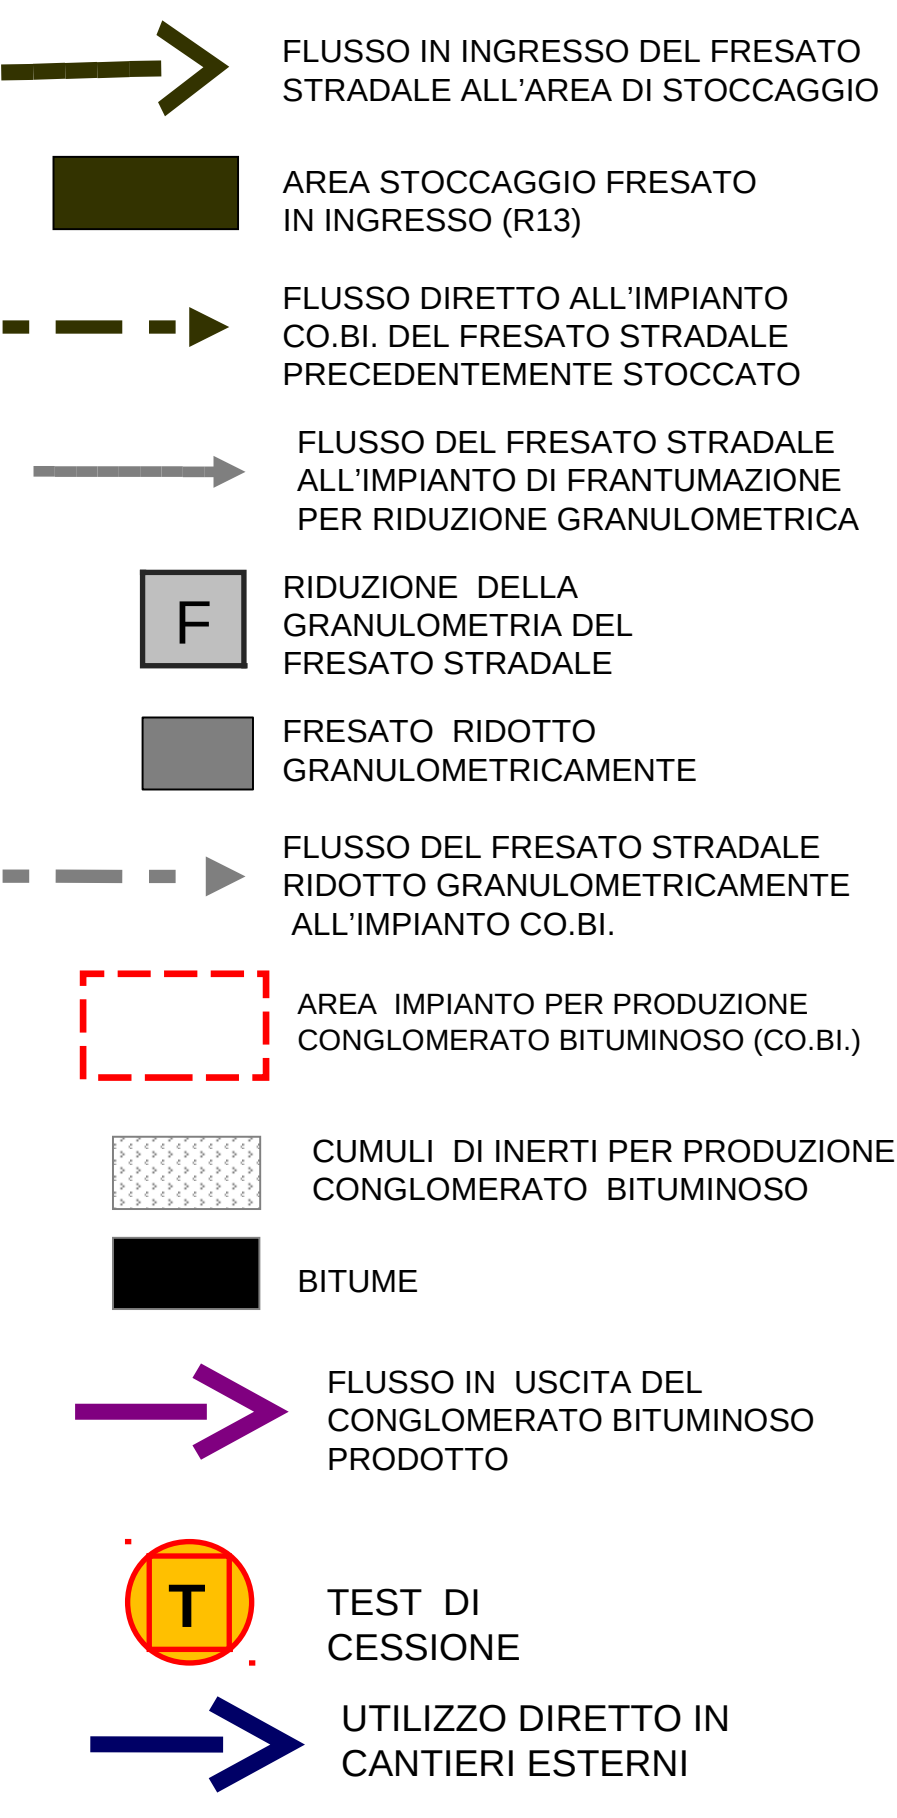 FLUSSO IN INGRESSO DEL FRESATO
STRADALE ALL’AREA DI STOCCAGGIO
AREA STOCCAGGIO FRESATO
IN INGRESSO (R13)
FLUSSO DIRETTO ALL’IMPIANTO
CO.BI. DEL FRESATO STRADALE
PRECEDENTEMENTE STOCCATO
FLUSSO DEL FRESATO STRADALE
ALL’IMPIANTO DI FRANTUMAZIONE
PER RIDUZIONE GRANULOMETRICA
F
RIDUZIONE DELLA
GRANULOMETRIA DEL
FRESATO STRADALE
FRESATO RIDOTTO
GRANULOMETRICAMENTE
FLUSSO DEL FRESATO STRADALE
RIDOTTO GRANULOMETRICAMENTE
ALL’IMPIANTO CO.BI.
AREA IMPIANTO PER PRODUZIONE
CONGLOMERATO BITUMINOSO (CO.BI.)
CUMULI DI INERTI PER PRODUZIONE
CONGLOMERATO BITUMINOSO
BITUME
FLUSSO IN USCITA DEL
CONGLOMERATO BITUMINOSO
PRODOTTO
T
TEST DI
CESSIONE
UTILIZZO DIRETTO IN
CANTIERI ESTERNI